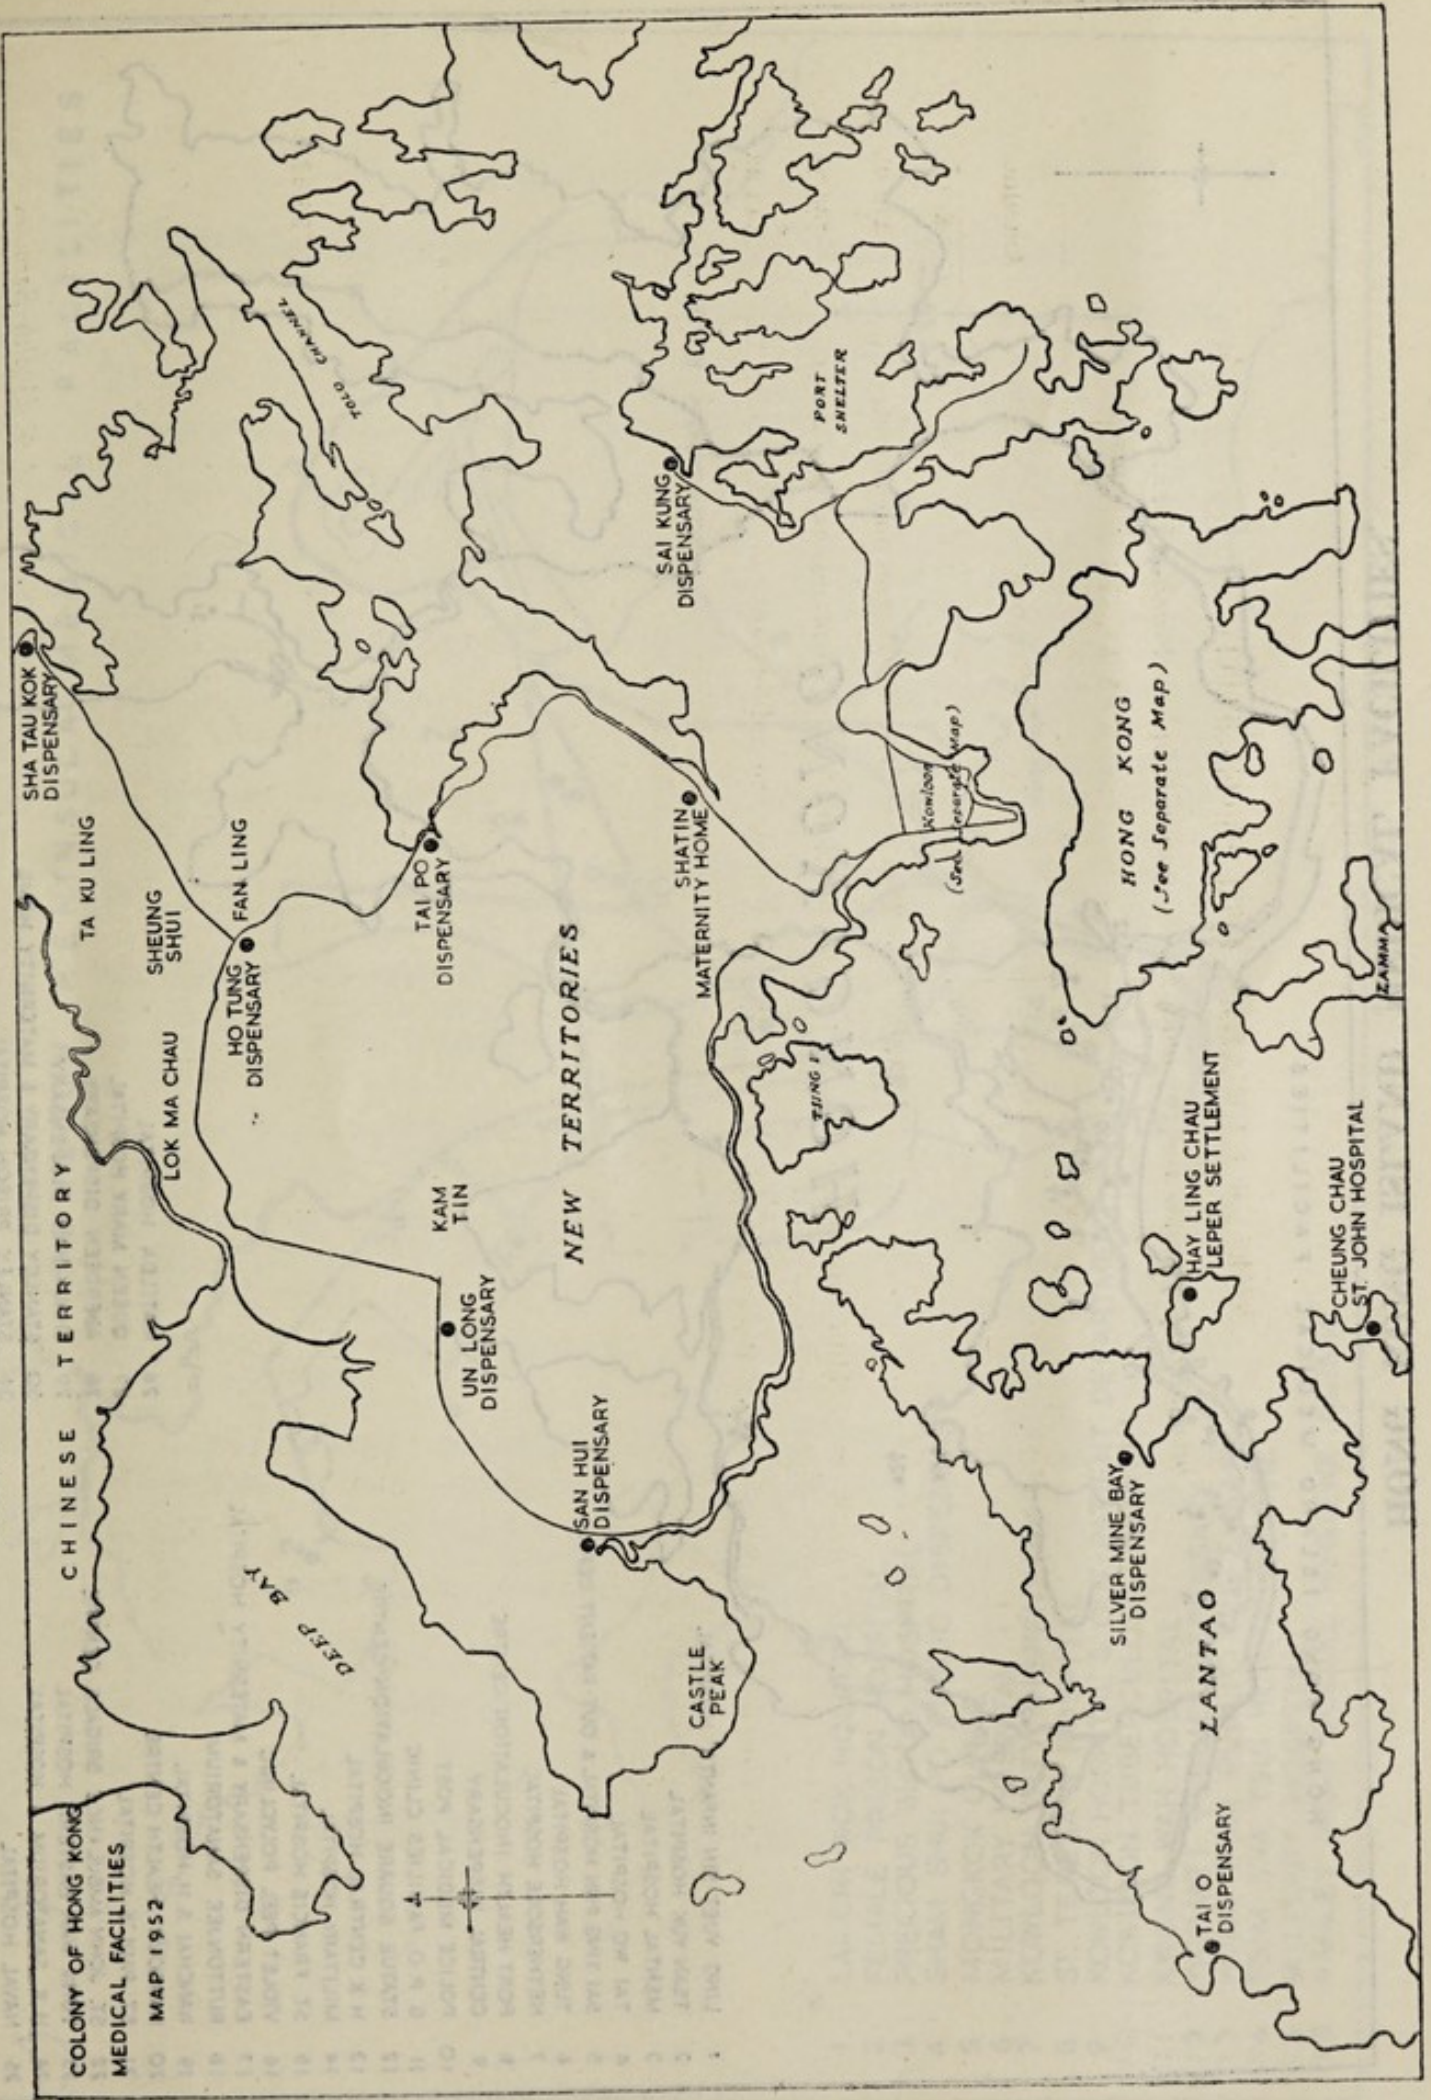 COLONY OF HONG KONG
MEDICAL FACILITIES
MAP 1952
CHINESE TERRITORY
DEEP BAY
LOK MA CHAU
SHEUNG
SHUI
TA KU LING
SHA TAU KOK
DISPENSARY
HO TUNG
DISPENSARY
FAN LING
TAI PO
DISPENSARY
TOLO CHANNEL
KAM
TIN
UN LONG
DISPENSARY
NEW TERRITORIES
SAN HUI
DISPENSARY
CASTLE
PEAK
SHATIN
MATERNITY HOME
SAI KUNG
DISPENSARY
PORT
SHELTER
TSING I
Kowloon
(See Separate Map)
HONG KONG
(See Separate Map)
HAY LING CHAU
LEPER SETTLEMENT
CHEUNG CHAU
ST. JOHN HOSPITAL
SILVER MINE BAY
DISPENSARY
LANTAO
TAI O
DISPENSARY